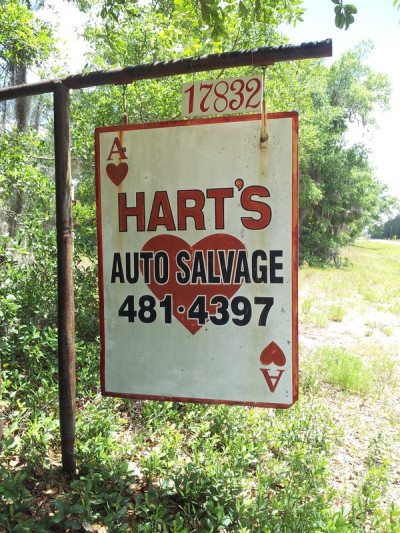 17832
A
HART'S
AUTO SALVAGE
481·4397
A